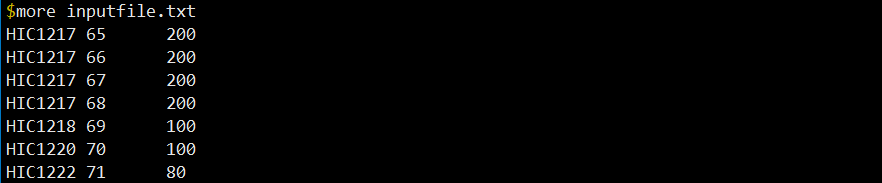 $more inputfile.txt
HIC1217 65 200
HIC1217 66 200
HIC1217 67 200
HIC1217 68 200
HIC1218 69 100
HIC1220 70 100
HIC1222 71 80